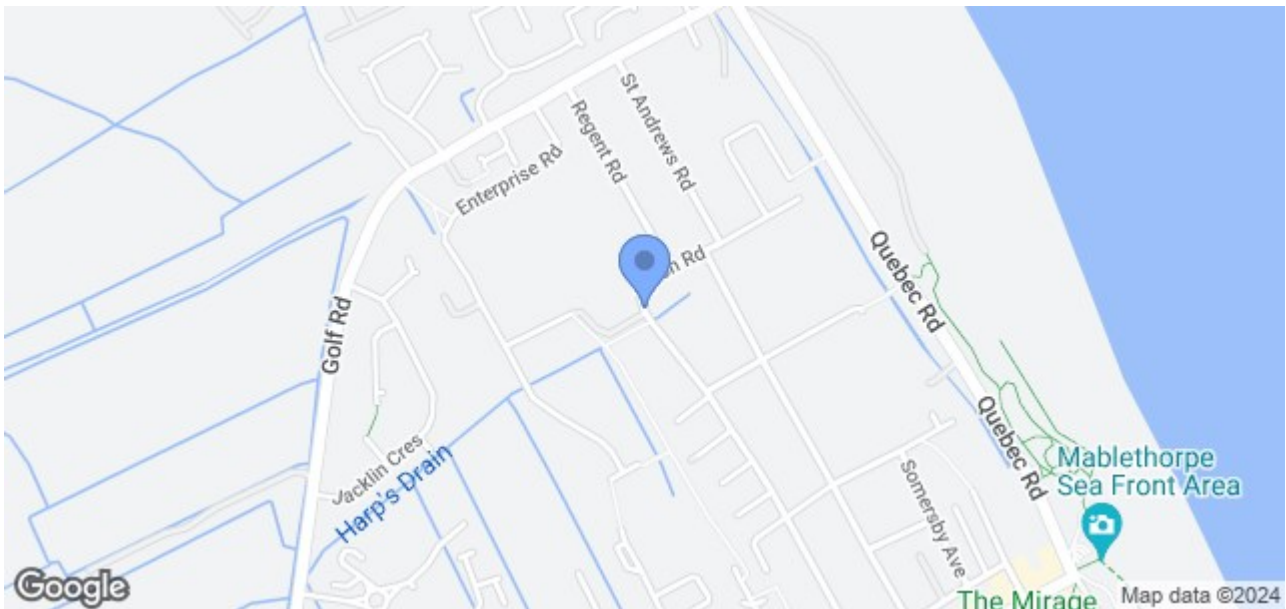 St Andrews Rd
Regent Rd
Enterprise Rd
Rd
Quebec Rd
Golf Rd
Quebec Rd
Jacklin Cres
Harp's Drain
Somersby Ave
Mablethorpe
Sea Front Area
The Mirage
Google
Map data ©2024